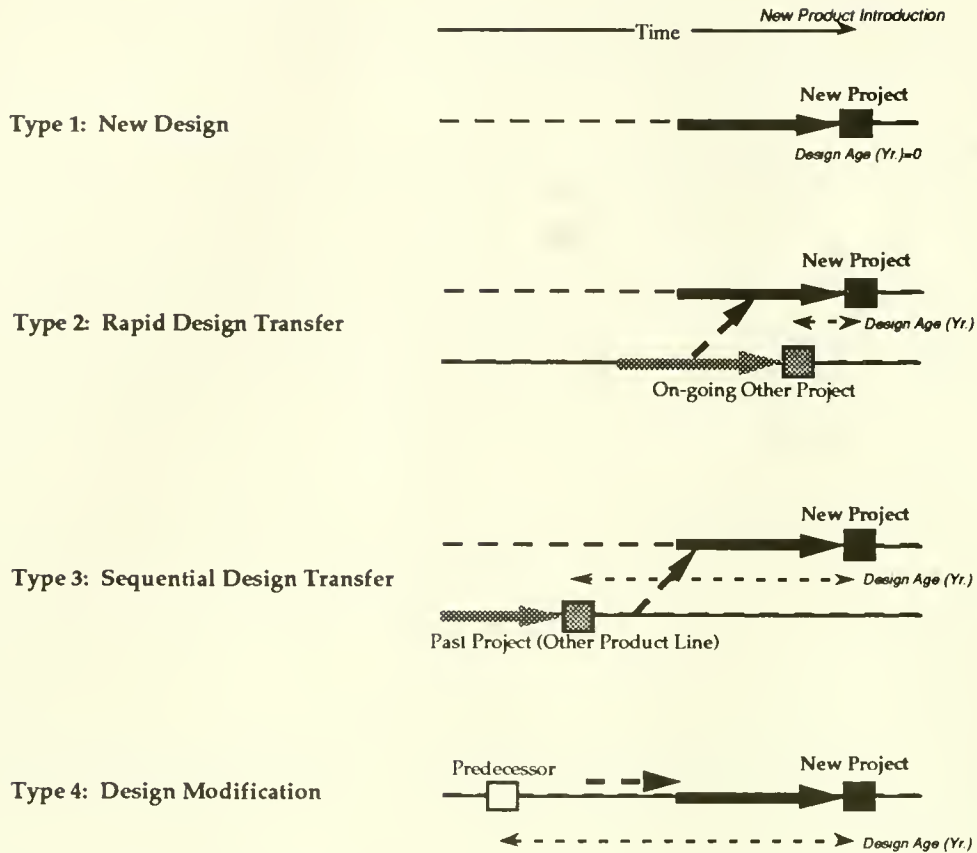 New Product Introduction
Time
Type 1: New Design
New Project
Design Age (Yr.)=0
Type 2: Rapid Design Transfer
New Project
Design Age (Yr.)
On-going Other Project
Type 3: Sequential Design Transfer
New Project
Design Age (Yr.)
Past Project (Other Product Line)
Type 4: Design Modification
Predecessor
New Project
Design Age (Yr.)